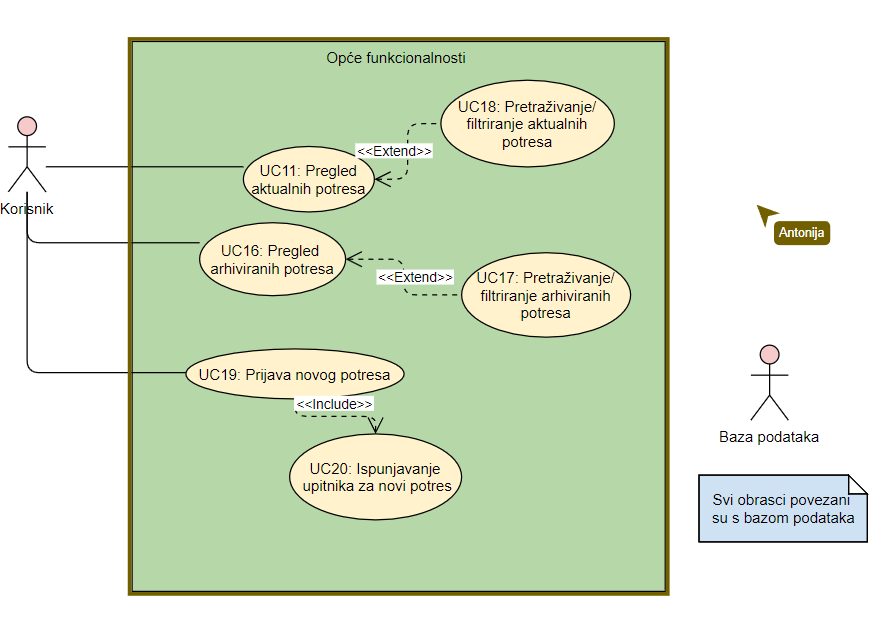 Opće funkcionalnosti
UC18: Pretraživanje/
filtriranje aktualnih
potresa
<<Extend>>
UC11: Pregled
aktualnih potresa
Korisnik
Antonija
UC16: Pregled
arhiviranih potresa
<<Extend>>
UC17: Pretraživanje/
filtriranje arhiviranih
potresa
UC19: Prijava novog potresa
<<Include>>
Baza podataka
UC20: Ispunjavanje
upitnika za novi potres
Svi obrasci povezani
su s bazom podataka